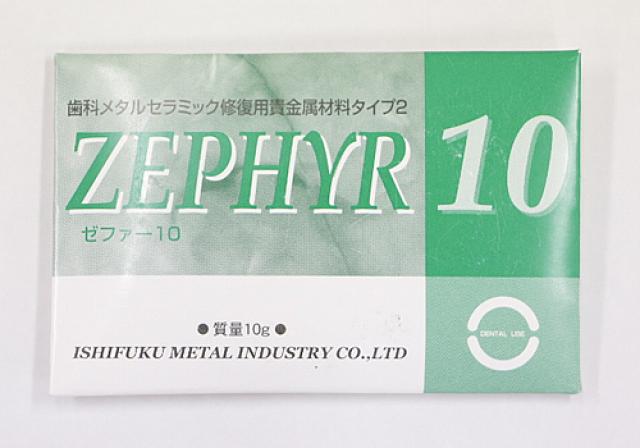 歯科メタルセラミック修復用貴金属材料タイプ2
ZEPHYR 10
ゼファー10
●質量10g●
ISHIFUKU METAL INDUSTRY CO.,LTD
DENTAL USE